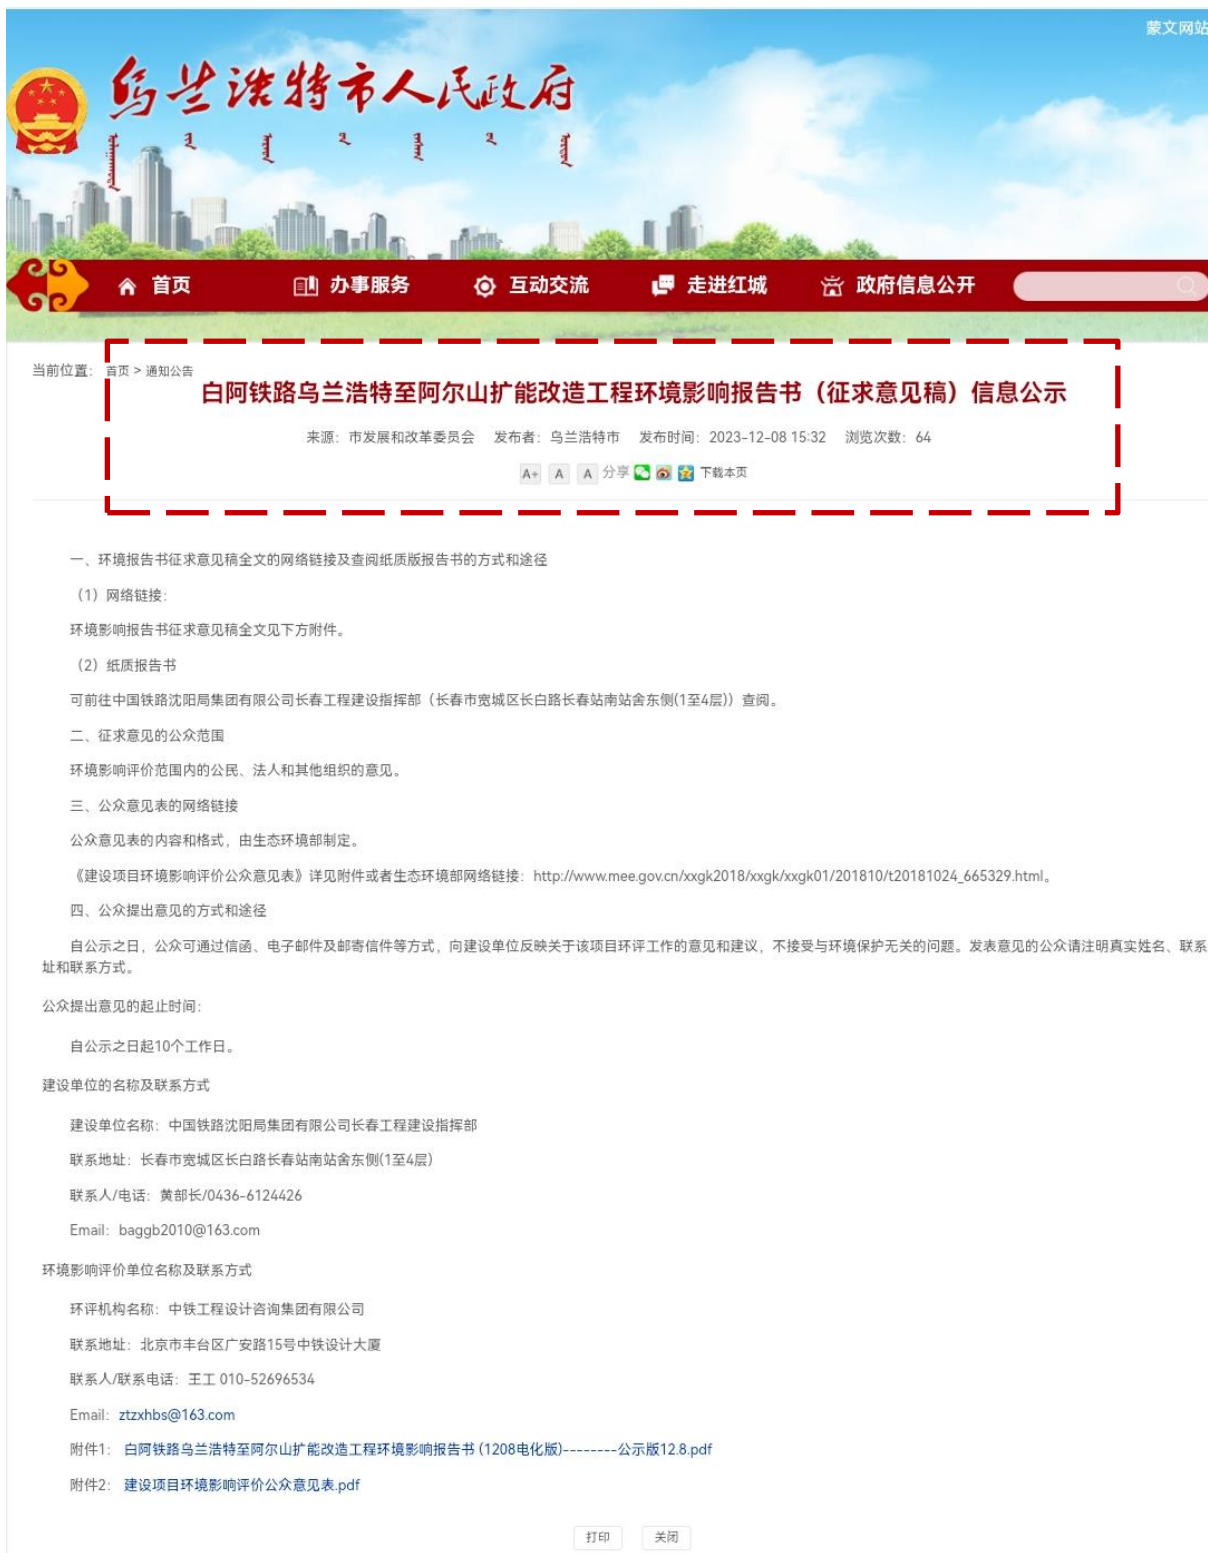 蒙文网站
乌兰浩特市人民政府
首页 办事服务 互动交流 走进红城 政府信息公开
当前位置： 首页 > 通知公告
白阿铁路乌兰浩特至阿尔山扩能改造工程环境影响报告书（征求意见稿）信息公示
来源：市发展和改革委员会 发布者：乌兰浩特市 发布时间：2023-12-08 15:32 浏览次数：64
A+ A A 分享 下载本页
一、环境报告书征求意见稿全文的网络链接及查阅纸质版报告书的方式和途径
（1）网络链接：
环境影响报告书征求意见稿全文见下方附件。
（2）纸质报告书
可前往中国铁路沈阳局集团有限公司长春工程建设指挥部（长春市宽城区长白路长春站南站舍东侧(1至4层)）查阅。
二、征求意见的公众范围
环境影响评价范围内的公民、法人和其他组织的意见。
三、公众意见表的网络链接
公众意见表的内容和格式，由生态环境部制定。
《建设项目环境影响评价公众意见表》详见附件或者生态环境部网络链接：http://www.mee.gov.cn/xxgk2018/xxgk/xxgk01/201810/t20181024_665329.html。
四、公众提出意见的方式和途径
自公示之日，公众可通过信函、电子邮件及邮寄信件等方式，向建设单位反映关于该项目环评工作的意见和建议，不接受与环境保护无关的问题。发表意见的公众请注明真实姓名、联系
址和联系方式。
公众提出意见的起止时间：
自公示之日起10个工作日。
建设单位的名称及联系方式
建设单位名称：中国铁路沈阳局集团有限公司长春工程建设指挥部
联系地址：长春市宽城区长白路长春站南站舍东侧(1至4层)
联系人/电话：黄部长/0436-6124426
Email：baggb2010@163.com
环境影响评价单位名称及联系方式
环评机构名称：中铁工程设计咨询集团有限公司
联系地址：北京市丰台区广安路15号中铁设计大厦
联系人/联系电话：王工 010-52696534
Email：ztzxhbs@163.com
附件1： 白阿铁路乌兰浩特至阿尔山扩能改造工程环境影响报告书 (1208电化版)--------公示版12.8.pdf
附件2： 建设项目环境影响评价公众意见表.pdf
打印 关闭